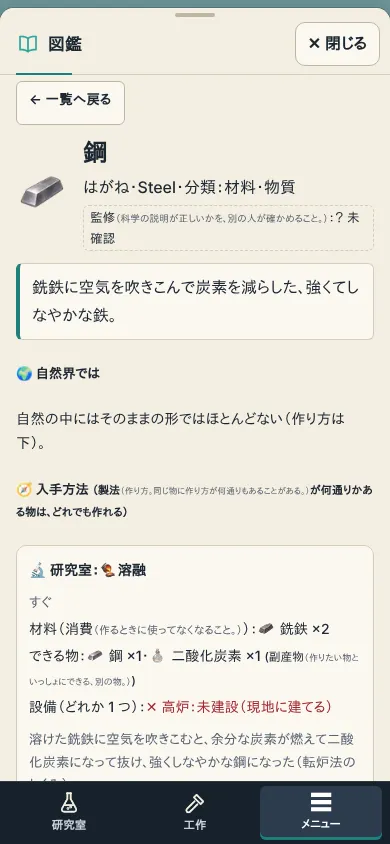 図鑑
✕ 閉じる
← 一覧へ戻る
鋼
はがね・Steel・分類：材料・物質
監修（科学の説明が正しいかを、別の人が確かめること。）：? 未
確認
銑鉄に空気を吹きこんで炭素を減らした、強くてし
なやかな鉄。
自然界では
自然の中にはそのままの形ではほとんどない（作り方は
下）。
入手方法（製法（作り方。同じ物に作り方が何通りもあることがある。）が何通りかあ
る物は、どれでも作れる）
研究室：溶融
すぐ
材料（消費（作るときに使ってなくなること。））：銑鉄 ×2
できる物：鋼 ×1・二酸化炭素 ×1（副産物（作りたい物と
いっしょにできる、別の物。））
設備（どれか1つ）：✕ 高炉：未建設（現地に建てる）
溶けた銑鉄に空気を吹きこむと、余分な炭素が燃えて二酸
化炭素になって抜け、強くしなやかな鋼になった（転炉法の
研究室
工作
メニュー